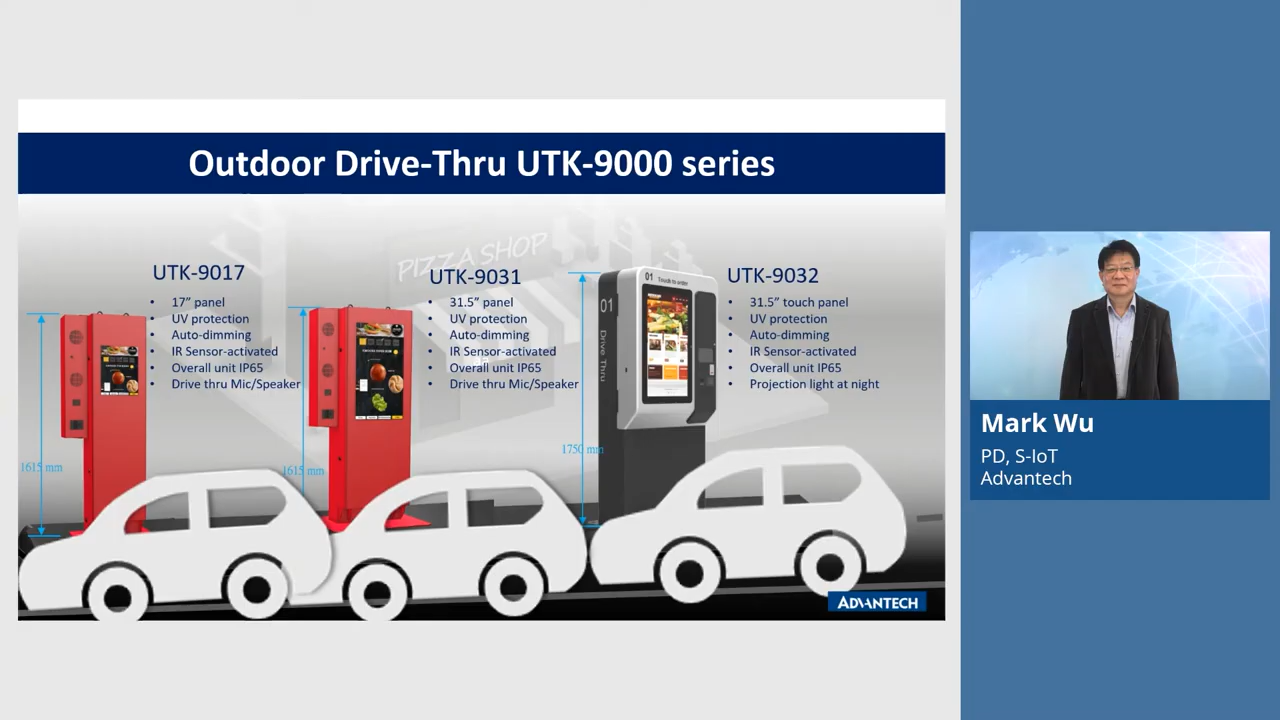 Outdoor Drive-Thru UTK-9000 series
PIZZA SHOP
UTK-9017
• 17” panel
• UV protection
• Auto-dimming
• IR Sensor-activated
• Overall unit IP65
• Drive thru Mic/Speaker
1615 mm
UTK-9031
• 31.5” panel
• UV protection
• Auto-dimming
• IR Sensor-activated
• Overall unit IP65
• Drive thru Mic/Speaker
1615 mm
01 Touch to order
01
Drive Thru
1750 mm
UTK-9032
• 31.5” touch panel
• UV protection
• Auto-dimming
• IR Sensor-activated
• Overall unit IP65
• Projection light at night
ADVANTECH
Mark Wu
PD, S-IoT
Advantech